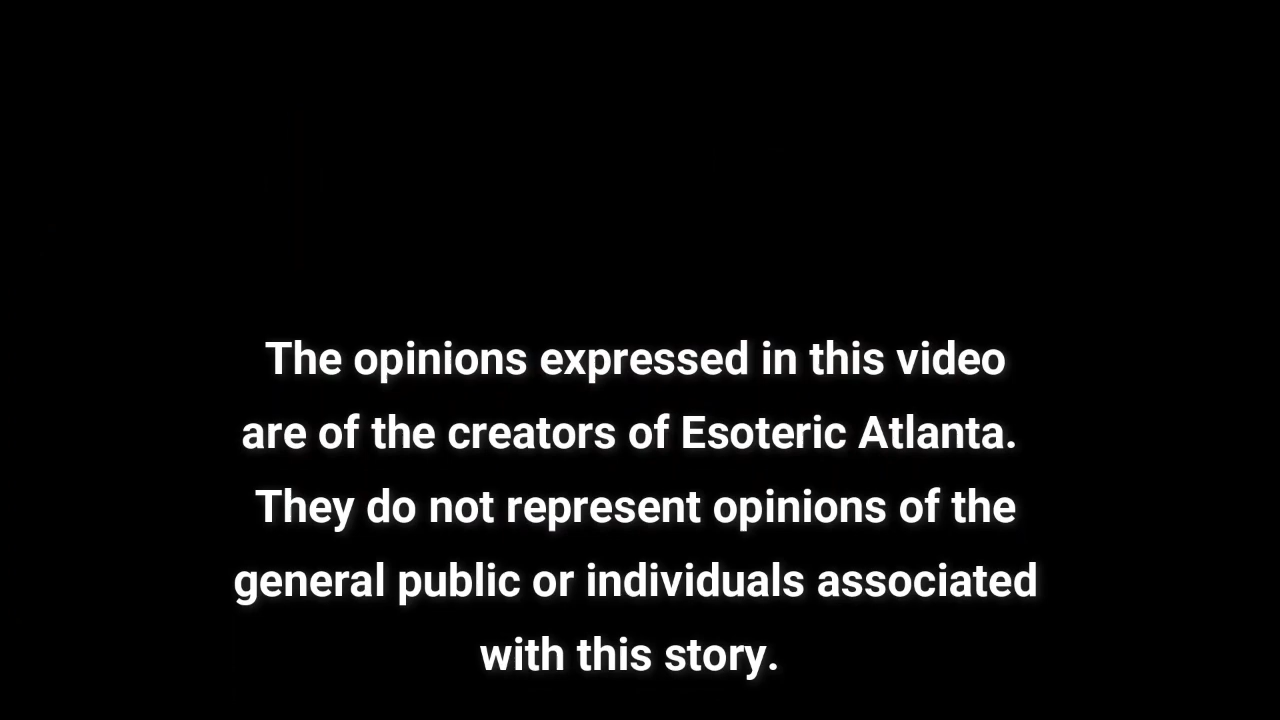 The opinions expressed in this video
are of the creators of Esoteric Atlanta.
They do not represent opinions of the
general public or individuals associated
with this story.